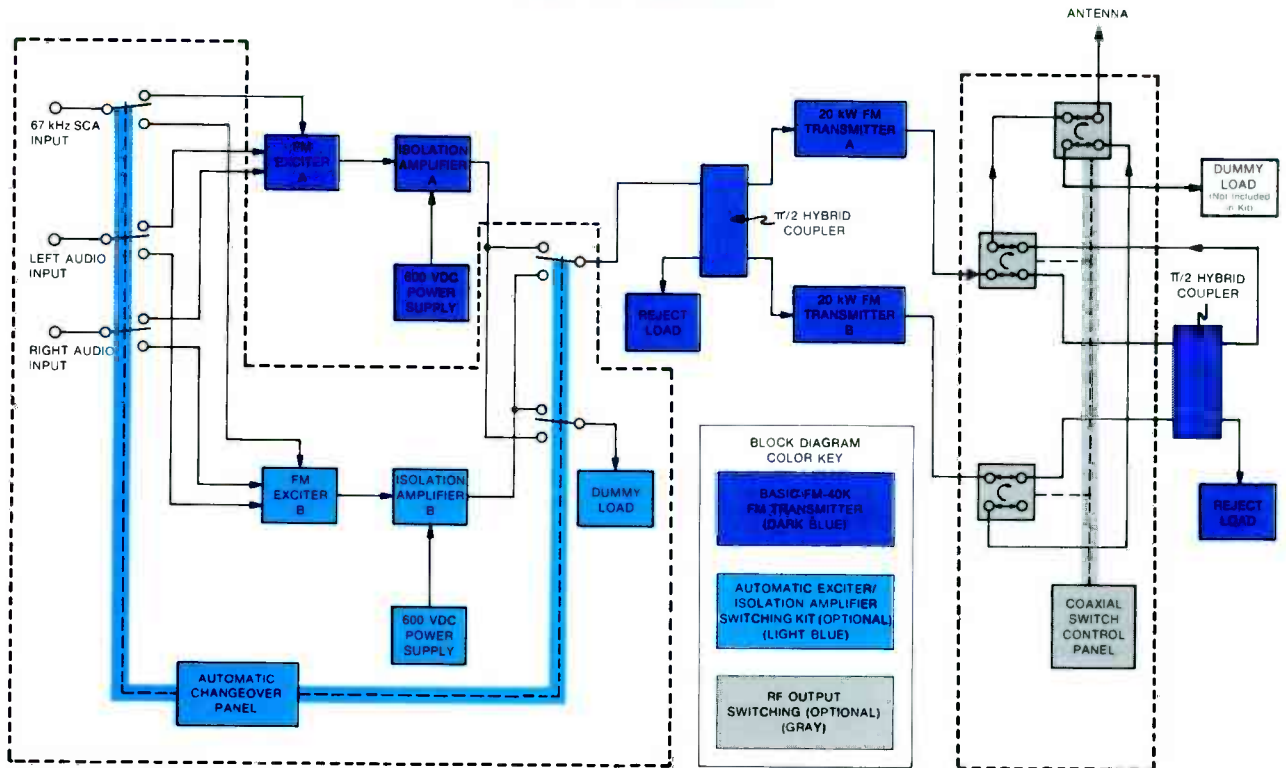 ANTENNA
67 kHz SCA
INPUT
FM
EXCITER
A
ISOLATION
AMPLIFIER
A
20 kW FM
TRANSMITTER
A
DUMMY
LOAD
(Not Included
in Kit)
π/2 HYBRID
COUPLER
LEFT AUDIO
INPUT
600 VDC
POWER
SUPPLY
π/2 HYBRID
COUPLER
REJECT
LOAD
20 kW FM
TRANSMITTER
B
RIGHT AUDIO
INPUT
FM
EXCITER
B
ISOLATION
AMPLIFIER
B
DUMMY
LOAD
BLOCK DIAGRAM
COLOR KEY
BASIC FM-40K
FM TRANSMITTER
(DARK BLUE)
REJECT
LOAD
AUTOMATIC EXCITER/
ISOLATION AMPLIFIER
SWITCHING KIT (OPTIONAL)
(LIGHT BLUE)
600 VDC
POWER
SUPPLY
COAXIAL
SWITCH
CONTROL
PANEL
AUTOMATIC
CHANGEOVER
PANEL
RF OUTPUT
SWITCHING (OPTIONAL)
(GRAY)